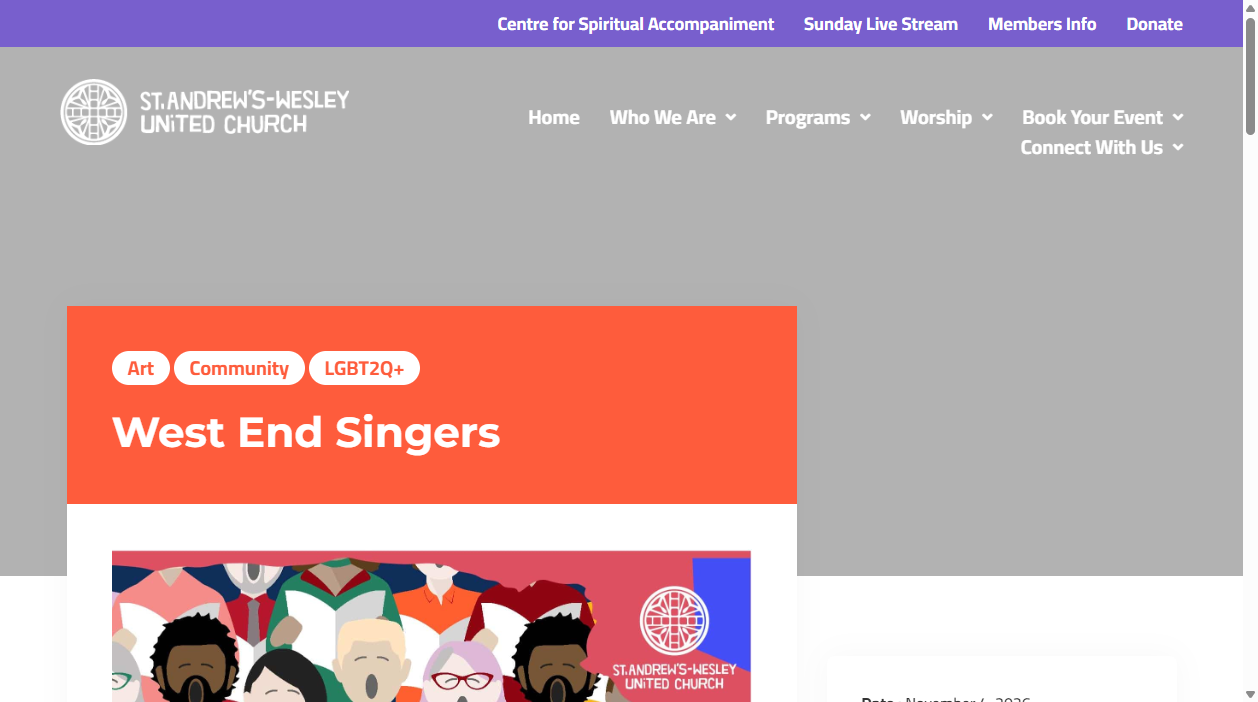 Centre for Spiritual Accompaniment Sunday Live Stream Members Info Donate
ST. ANDREW'S-WESLEY
UNITED CHURCH
Home Who We Are Programs Worship Book Your Event
Connect With Us
Art Community LGBT2Q+
West End Singers
ST. ANDREW'S-WESLEY
UNITED CHURCH